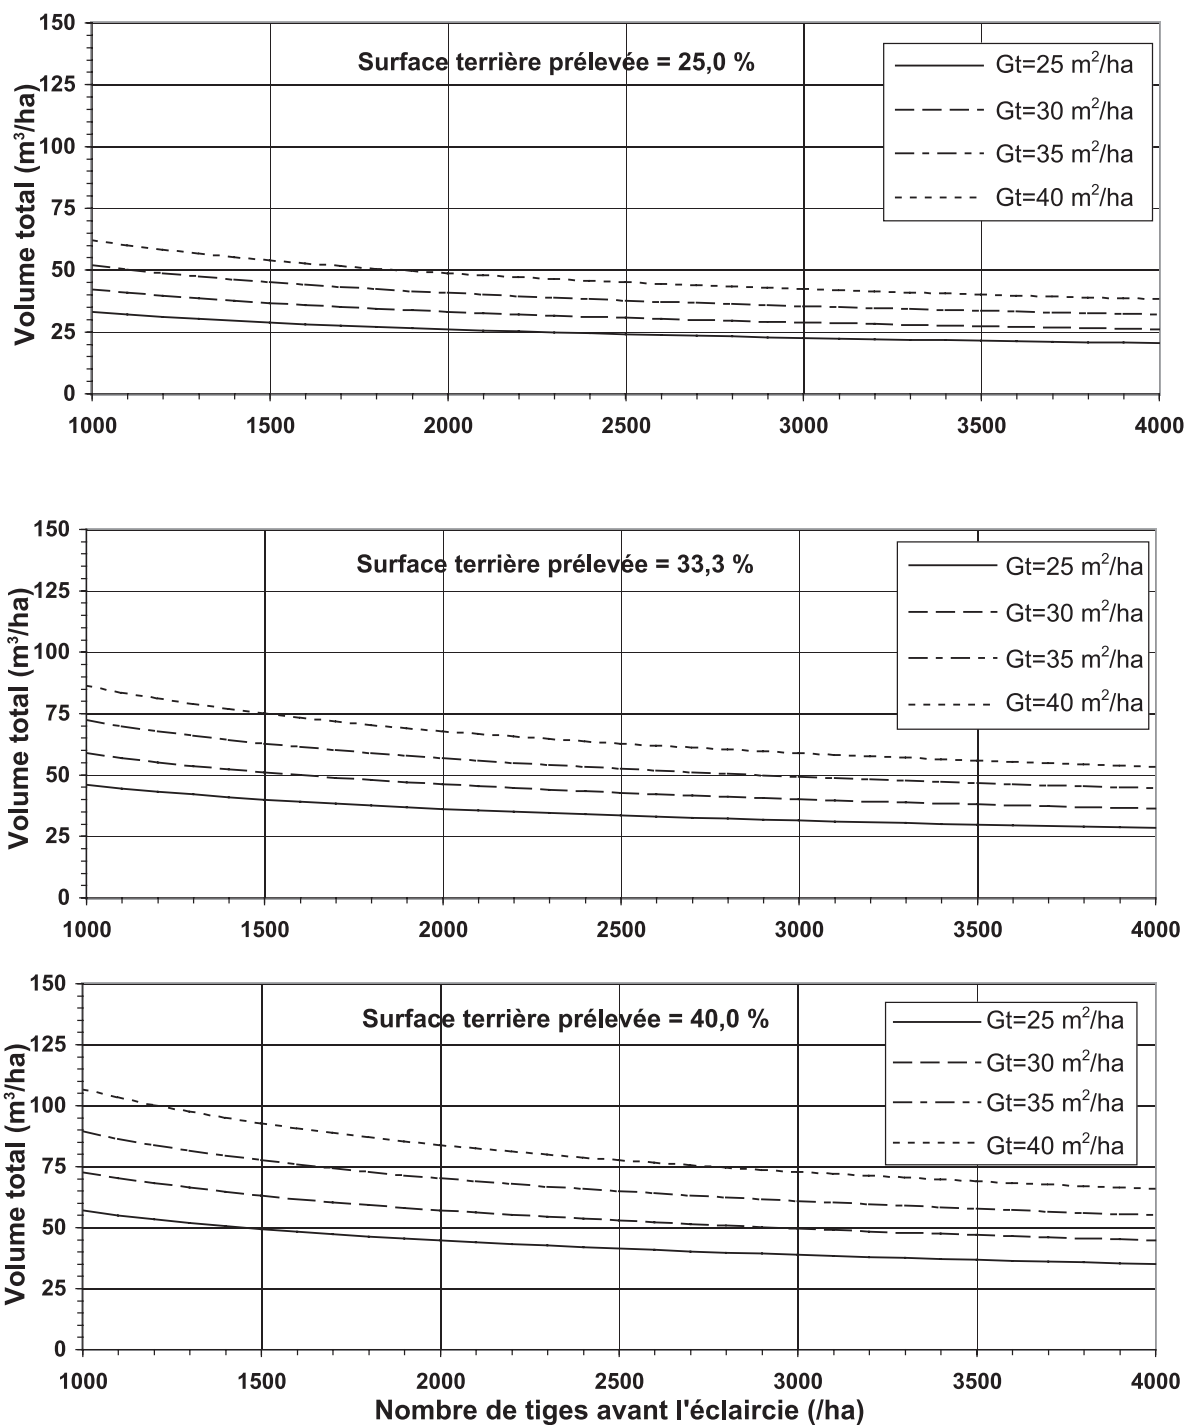 150
Surface terrière prélevée = 25,0 %
125
100
75
50
25
0
Volume total (m³/ha)
Gt=25 m²/ha
Gt=30 m²/ha
Gt=35 m²/ha
Gt=40 m²/ha
1000 1500 2000 2500 3000 3500 4000
150
Surface terrière prélevée = 33,3 %
125
100
75
50
25
0
Volume total (m³/ha)
Gt=25 m²/ha
Gt=30 m²/ha
Gt=35 m²/ha
Gt=40 m²/ha
1000 1500 2000 2500 3000 3500 4000
150
Surface terrière prélevée = 40,0 %
125
100
75
50
25
0
Volume total (m³/ha)
Gt=25 m²/ha
Gt=30 m²/ha
Gt=35 m²/ha
Gt=40 m²/ha
1000 1500 2000 2500 3000 3500 4000
Nombre de tiges avant l'éclaircie (/ha)